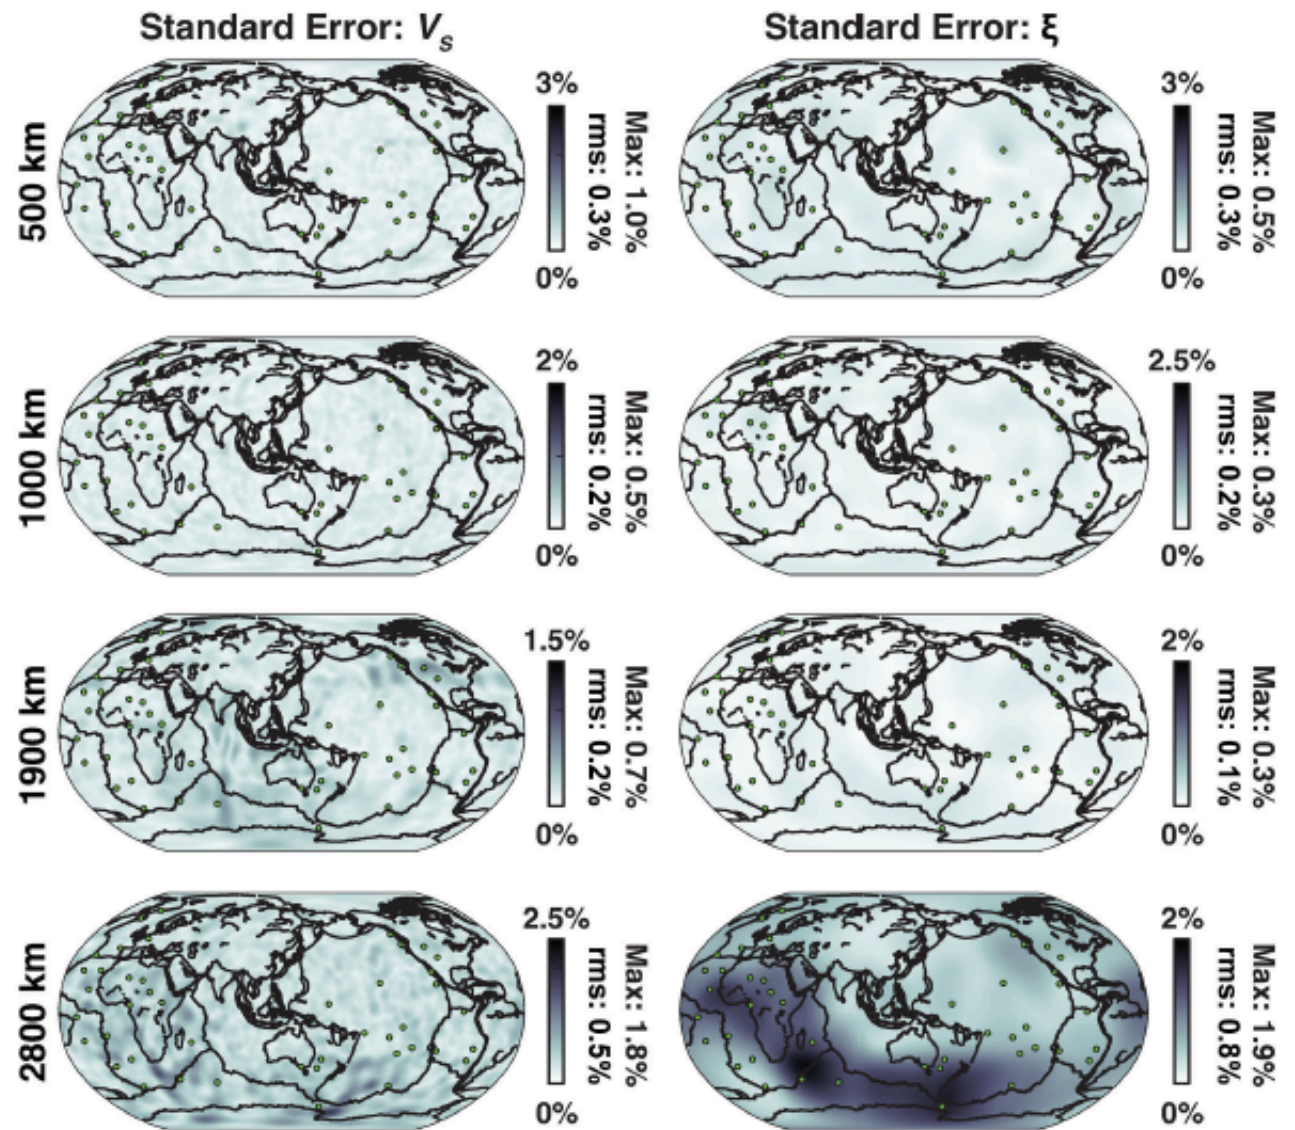 Standard Error: Vs
Standard Error: ξ
500 km
3%
0%
rms: 0.3%
Max: 1.0%
3%
0%
rms: 0.3%
Max: 0.5%
1000 km
2%
0%
rms: 0.2%
Max: 0.5%
2.5%
0%
rms: 0.2%
Max: 0.3%
1900 km
1.5%
0%
rms: 0.2%
Max: 0.7%
2%
0%
rms: 0.1%
Max: 0.3%
2800 km
2.5%
0%
rms: 0.5%
Max: 1.8%
2%
0%
rms: 0.8%
Max: 1.9%